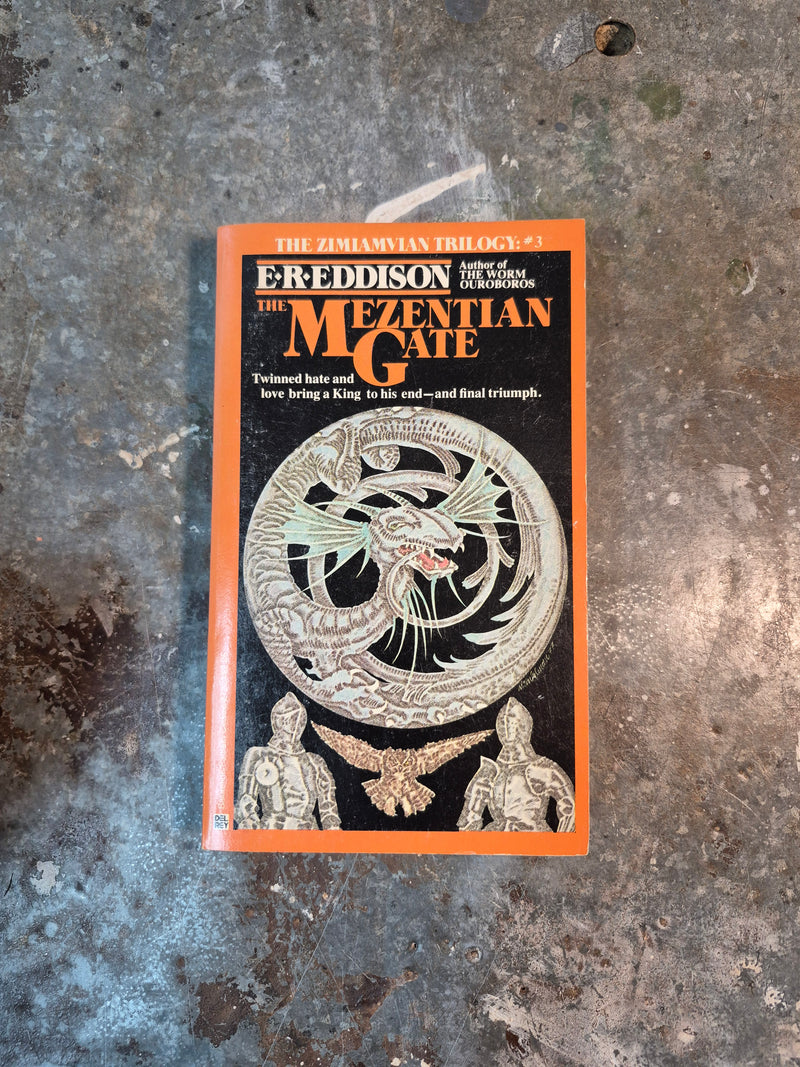 THE ZIMIAMVIAN TRILOGY: #3
E·R·EDDISON
Author of
THE WORM
OUROBOROS
THE MEZENTIAN
GATE
Twinned hate and
love bring a King to his end—and final triumph.
DEL
REY